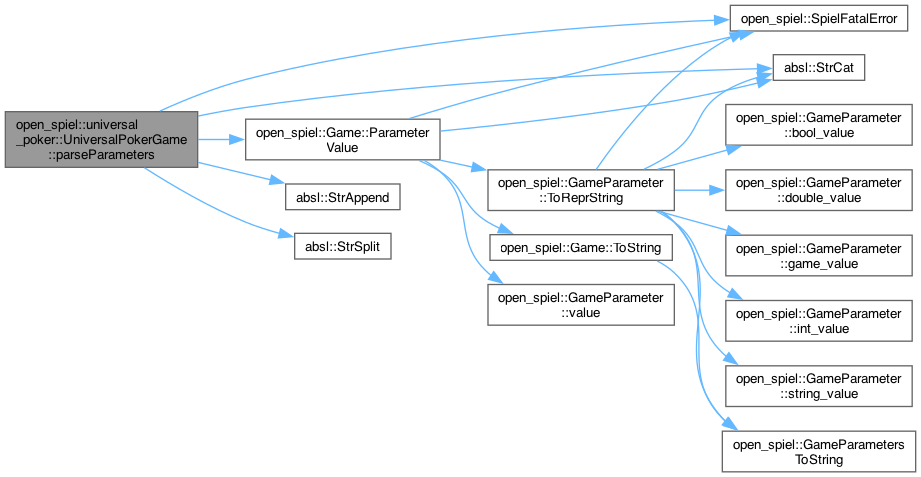 open_spiel::universal
_poker::UniversalPokerGame
::parseParameters
open_spiel::SpielFatalError
absl::StrCat
open_spiel::Game::Parameter
Value
absl::StrAppend
absl::StrSplit
open_spiel::GameParameter
::ToReprString
open_spiel::Game::ToString
open_spiel::GameParameter
::value
open_spiel::GameParameter
::bool_value
open_spiel::GameParameter
::double_value
open_spiel::GameParameter
::game_value
open_spiel::GameParameter
::int_value
open_spiel::GameParameter
::string_value
open_spiel::GameParameters
ToString